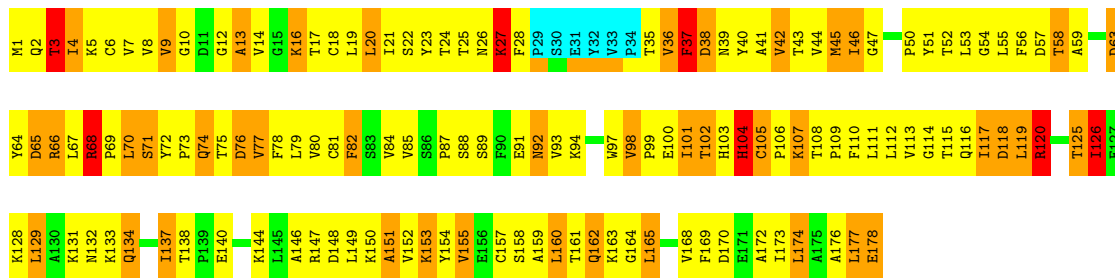 M1 Q2 T3 I4 K5 C6 V7 V8 V9 G10 D11 G12 A13 V14 G15 K16 T17 C18 L19 L20 I21 S22 Y23 T24 T25 N26 K27 F28 P29 S30 E31 Y32 V33 P34 T35 V36 F37 D38 N39 Y40 A41 V42 T43 V44 M45 I46 G47 P50 Y51 T52 L53 G54 L55 F56 D57 T58 A59 D63
Y64 D65 R66 L67 R68 P69 L70 S71 Y72 P73 Q74 T75 D76 V77 F78 L79 V80 C81 F82 S83 V84 V85 S86 P87 S88 S89 F90 E91 N92 V93 K94 W97 V98 P99 E100 I101 T102 H103 H104 C105 P106 K107 T108 P109 F110 L111 L112 V113 G114 T115 Q116 I117 D118 L119 R120 T125 I126 E127
K128 L129 A130 K131 N132 K133 Q134 I137 T138 P139 E140 K144 L145 A146 R147 D148 L149 K150 A151 V152 K153 Y154 V155 E156 C157 S158 A159 L160 T161 Q162 K163 G164 L165 V168 F169 D170 E171 A172 I173 L174 A175 A176 L177 E178